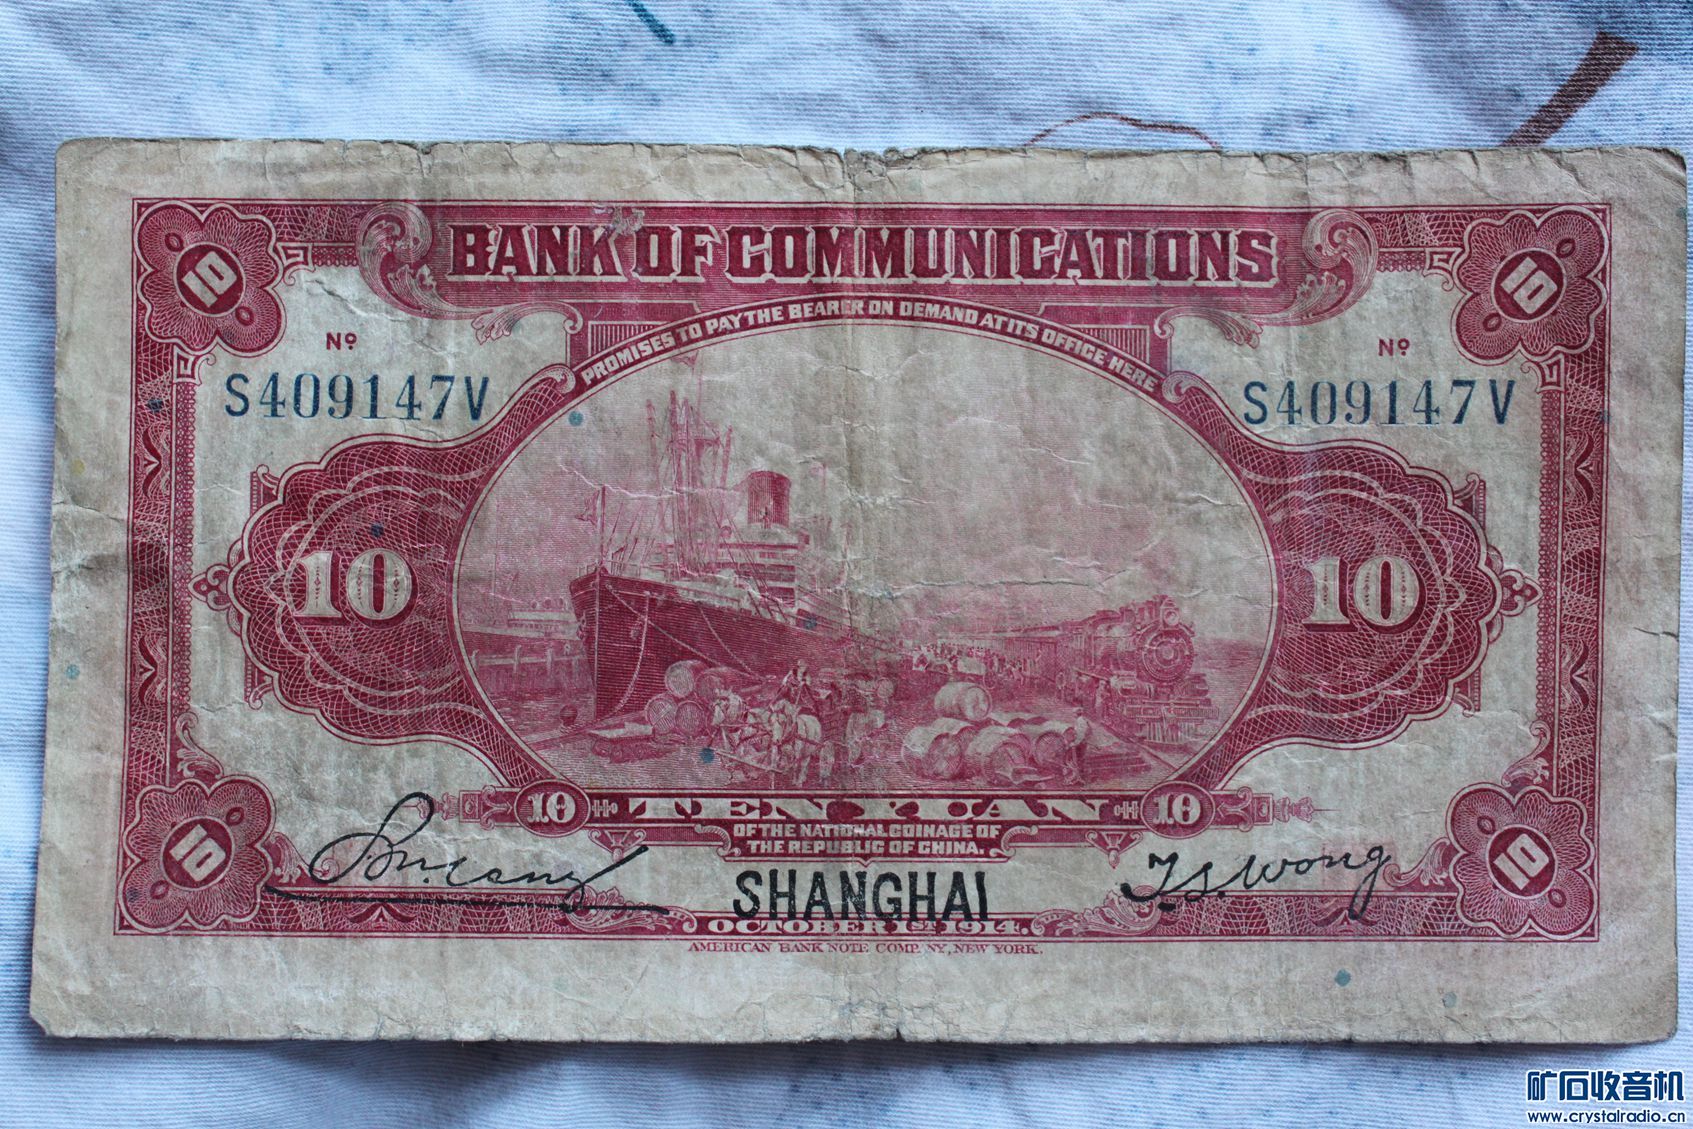 10 10
BANK OF COMMUNICATIONS
PROMISES TO PAY THE BEARER ON DEMAND AT ITS OFFICE HERE
Nº. Nº.
S409147V S409147V
10 10
10 TEN YUAN 10
OF THE NATIONAL COINAGE OF
THE REPUBLIC OF CHINA.
10 10
T.S. Wong
SHANGHAI
OCTOBER 1ST 1914.
AMERICAN BANK NOTE COMP NY, NEW YORK.
矿石收音机
www.crystalradio.cn